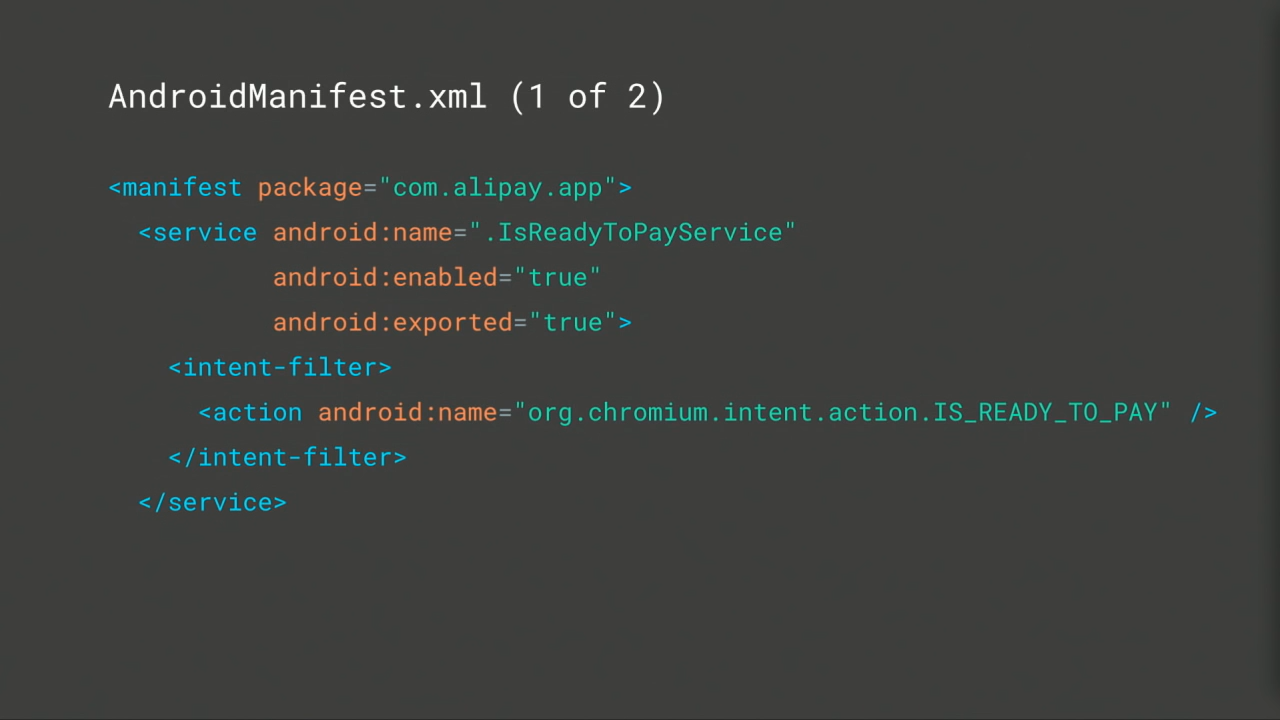 AndroidManifest.xml (1 of 2)
<manifest package="com.alipay.app">
<service android:name=".IsReadyToPayService"
android:enabled="true"
android:exported="true">
<intent-filter>
<action android:name="org.chromium.intent.action.IS_READY_TO_PAY" />
</intent-filter>
</service>